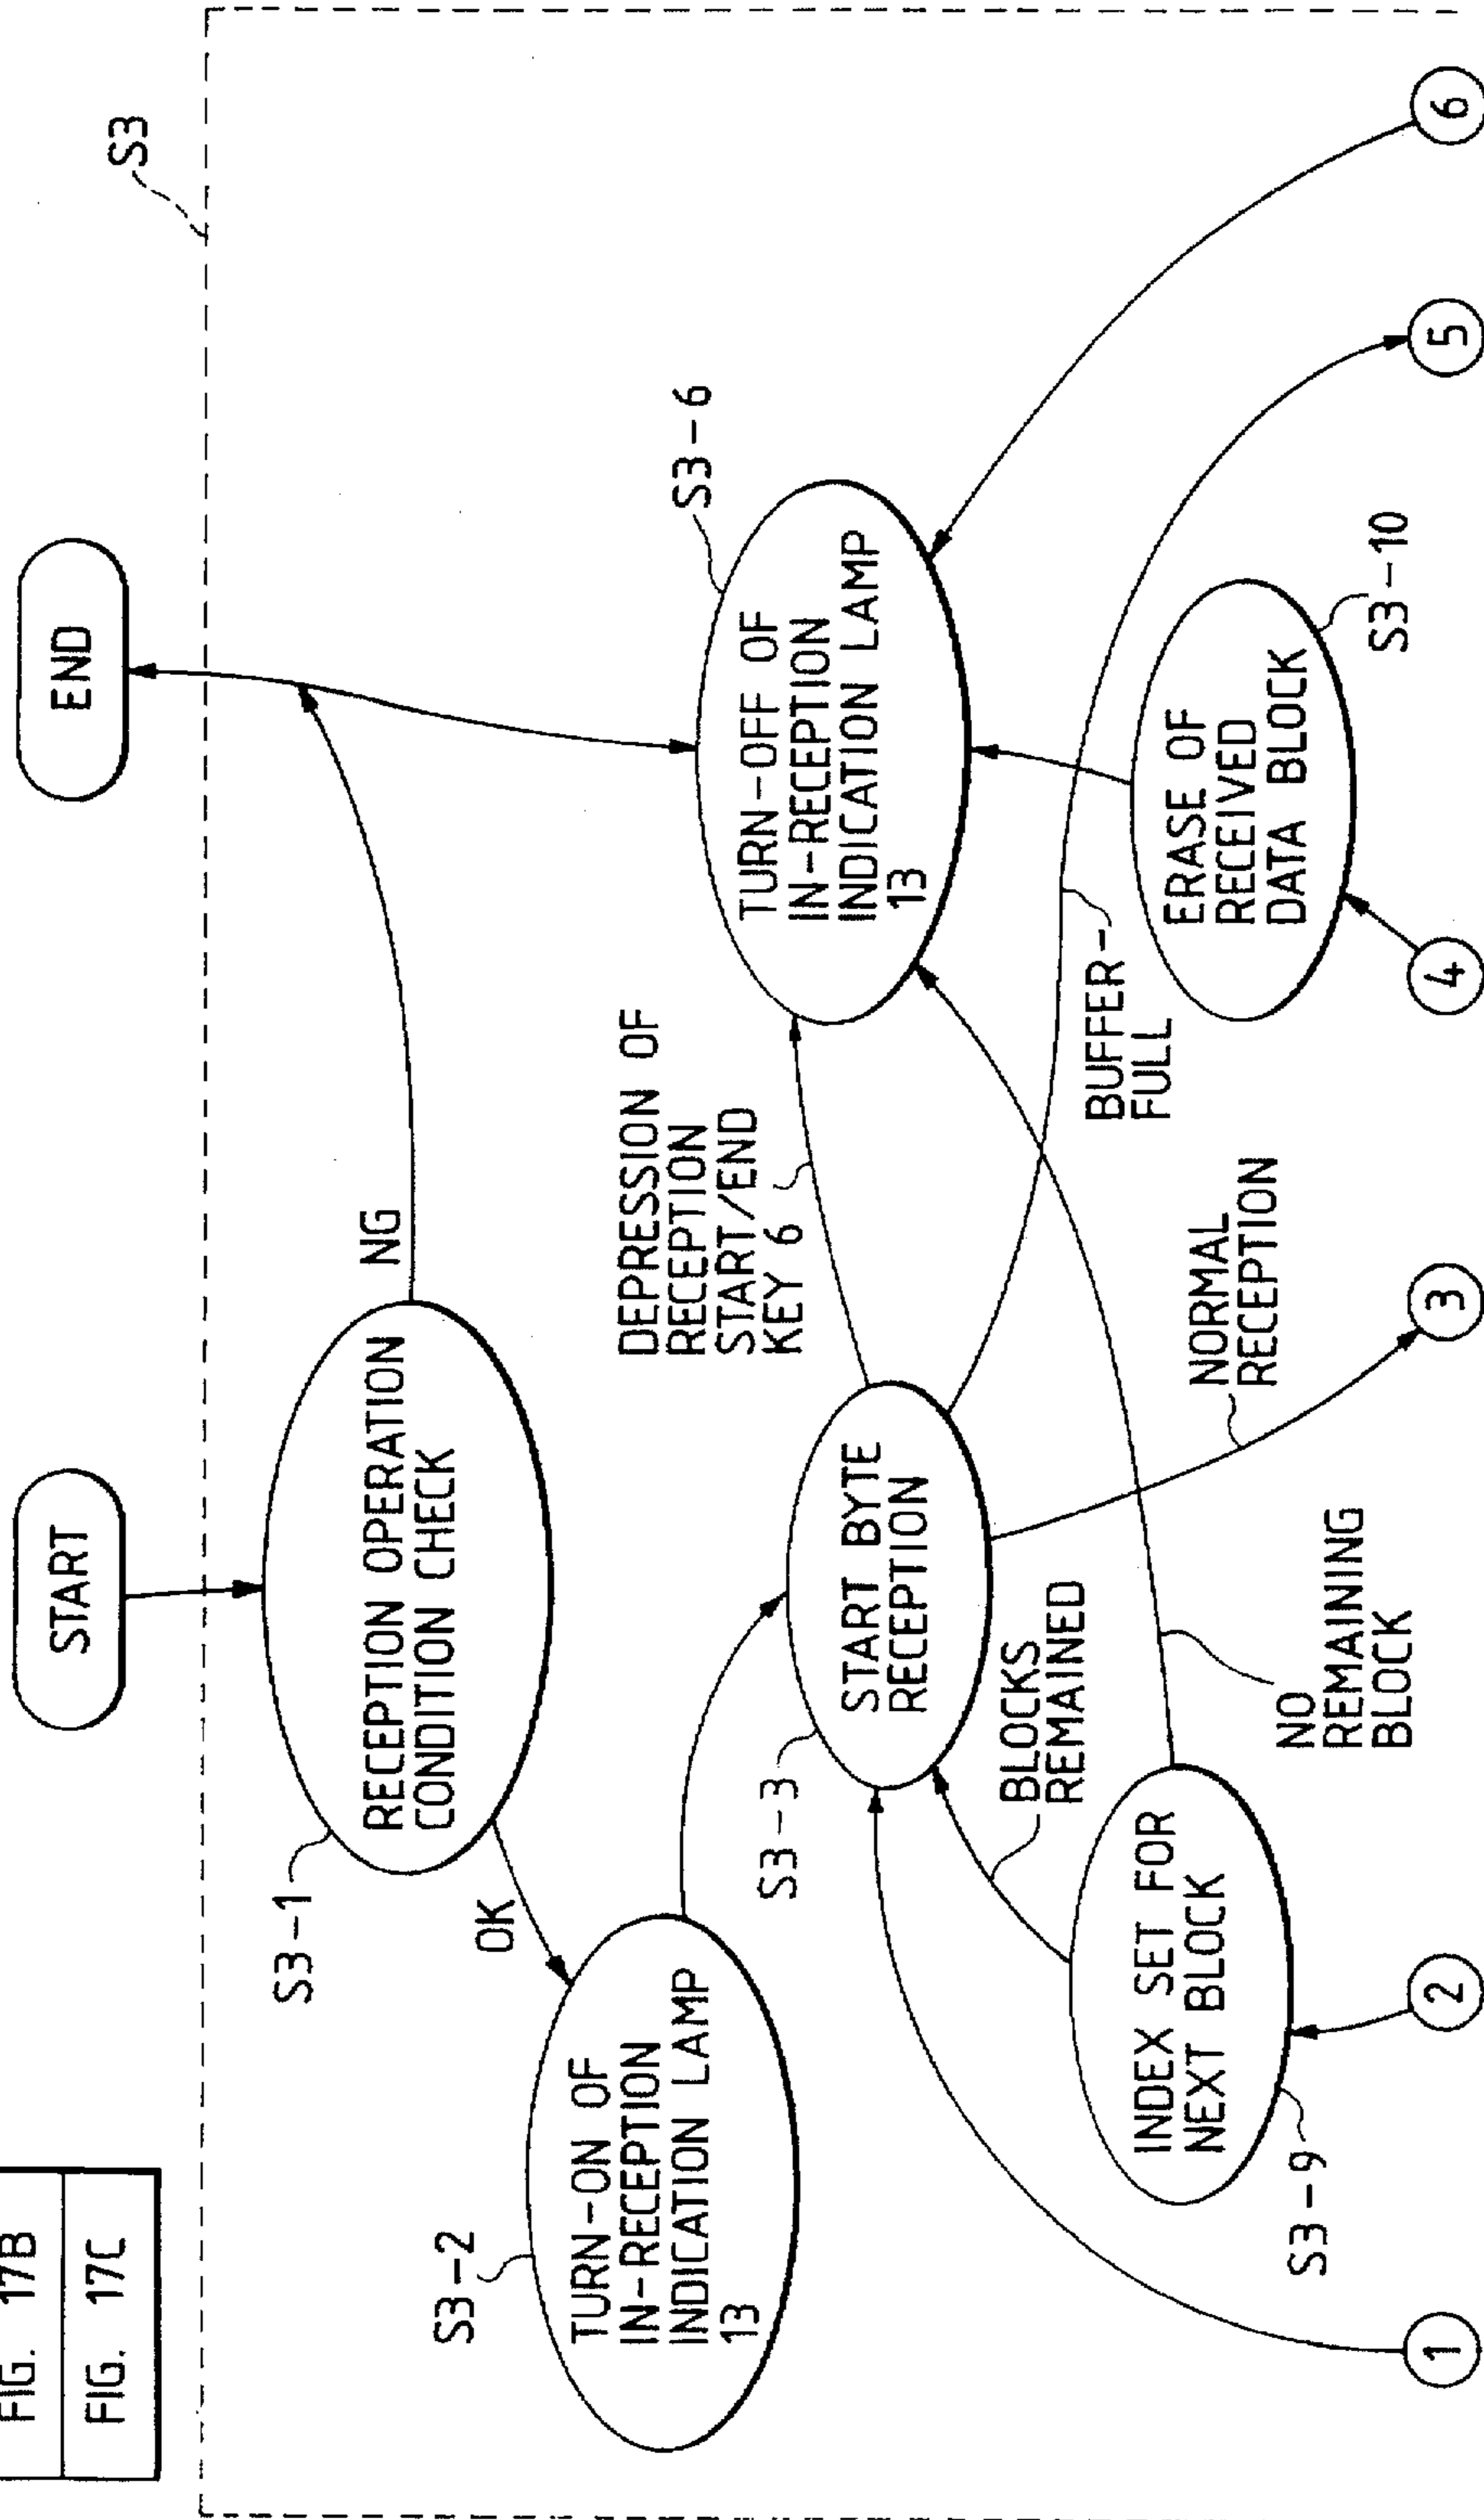 FIG. 17B
FIG. 17C
START
END
S3
S3-1
RECEPTION OPERATION
CONDITION CHECK
NG
OK
S3-2
TURN-ON OF
IN-RECEPTION
INDICATION LAMP
13
S3-3
START BYTE
RECEPTION
DEPRESSION OF
RECEPTION
START/END
KEY 6
S3-6
TURN-OFF OF
IN-RECEPTION
INDICATION LAMP
13
BLOCKS
REMAINED
S3-9
INDEX SET FOR
NEXT BLOCK
NO
REMAINING
BLOCK
NORMAL
RECEPTION
BUFFER-
FULL
ERASE OF
RECEIVED
DATA BLOCK
S3-10
1
2
3
4
5
6